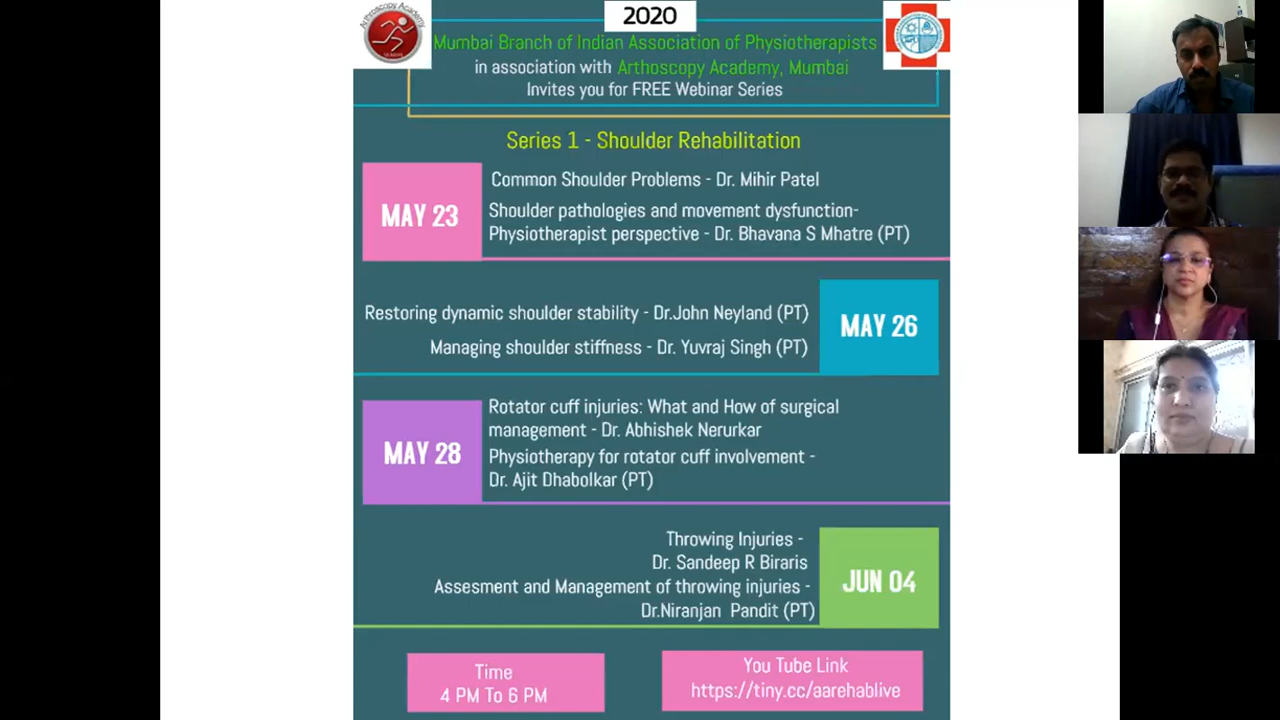 2020
Arthroscopy Academy
Mumbai Branch of Indian Association of Physiotherapists
in association with Arthoscopy Academy, Mumbai
Invites you for FREE Webinar Series
Series 1 - Shoulder Rehabilitation
MAY 23
Common Shoulder Problems - Dr. Mihir Patel
Shoulder pathologies and movement dysfunction-
Physiotherapist perspective - Dr. Bhavana S Mhatre (PT)
Restoring dynamic shoulder stability - Dr.John Neyland (PT)
Managing shoulder stiffness - Dr. Yuvraj Singh (PT)
MAY 26
MAY 28
Rotator cuff injuries: What and How of surgical
management - Dr. Abhishek Nerurkar
Physiotherapy for rotator cuff involvement -
Dr. Ajit Dhabolkar (PT)
Throwing Injuries -
Dr. Sandeep R Biraris
Assesment and Management of throwing injuries -
Dr.Niranjan Pandit (PT)
JUN 04
Time
4 PM To 6 PM
You Tube Link
https://tiny.cc/aarehablive